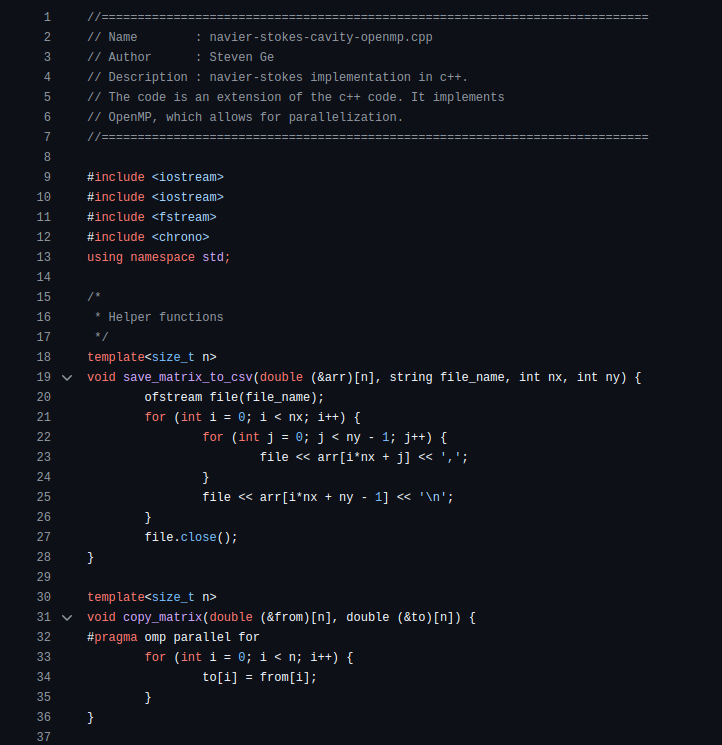 1 //============================================================================
2 // Name        : navier-stokes-cavity-openmp.cpp
3 // Author      : Steven Ge
4 // Description : navier-stokes implementation in c++.
5 // The code is an extension of the c++ code. It implements
6 // OpenMP, which allows for parallelization.
7 //============================================================================
8
9 #include <iostream>
10 #include <iostream>
11 #include <fstream>
12 #include <chrono>
13 using namespace std;
14
15 /*
16  * Helper functions
17  */
18 template<size_t n>
19 void save_matrix_to_csv(double (&arr)[n], string file_name, int nx, int ny) {
20         ofstream file(file_name);
21         for (int i = 0; i < nx; i++) {
22                 for (int j = 0; j < ny - 1; j++) {
23                         file << arr[i*nx + j] << ',';
24                 }
25                 file << arr[i*nx + ny - 1] << '\n';
26         }
27         file.close();
28 }
29
30 template<size_t n>
31 void copy_matrix(double (&from)[n], double (&to)[n]) {
32 #pragma omp parallel for
33         for (int i = 0; i < n; i++) {
34                 to[i] = from[i];
35         }
36 }
37